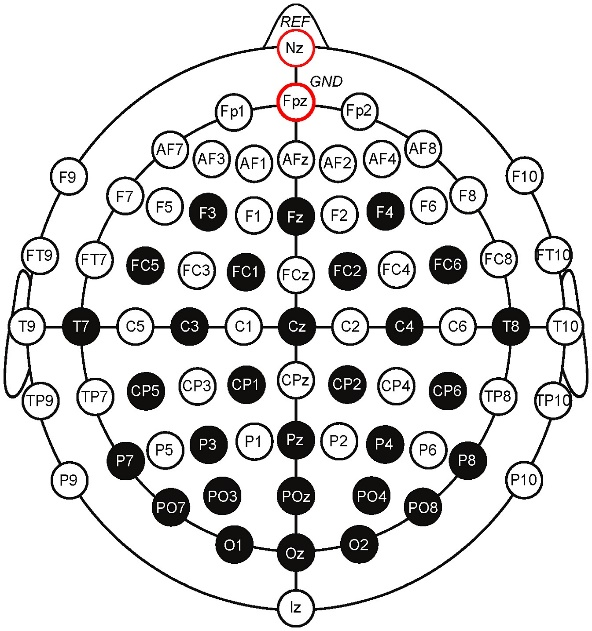 REF
Nz
GND
Fp1 Fpz Fp2
AF7 AF3 AF1 AFz AF2 AF4 AF8
F9 F10
F7 F5 F3 F1 Fz F2 F4 F6 F8
FT9 FT7 FC5 FC3 FC1 FCz FC2 FC4 FC6 FC8 FT10
T9 T7 C5 C3 C1 Cz C2 C4 C6 T8 T10
TP9 TP7 CP5 CP3 CP1 CPz CP2 CP4 CP6 TP8 TP10
P7 P5 P3 P1 Pz P2 P4 P6 P8
P9 P10
PO7 PO3 POz PO4 PO8
O1 Oz O2
Iz